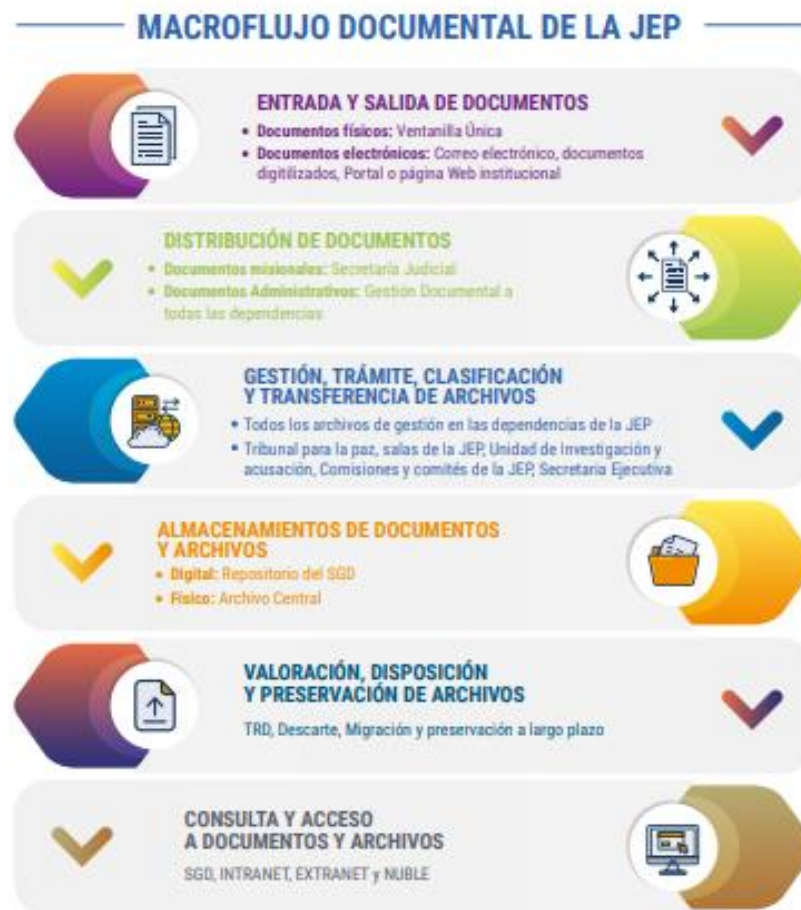 MACROFLUJO DOCUMENTAL DE LA JEP
ENTRADA Y SALIDA DE DOCUMENTOS
• Documentos físicos: Ventanilla Única
• Documentos electrónicos: Correo electrónico, documentos
digitilizados, Portal o página Web institucional
DISTRIBUCIÓN DE DOCUMENTOS
• Documentos misionales: Secretaría Judicial
• Documentos Administrativos: Gestión Documental a
todas las dependencias
GESTIÓN, TRÁMITE, CLASIFICACIÓN
Y TRANSFERENCIA DE ARCHIVOS
• Todos los archivos de gestión en las dependencias de la JEP
• Tribunal para la paz, salas de la JEP, Unidad de Investigación y
acusación, Comisiones y comités de la JEP, Secretaria Ejecutiva
ALMACENAMIENTOS DE DOCUMENTOS
Y ARCHIVOS
• Digital: Repositorio del SGD
• Físico: Archivo Central
VALORACIÓN, DISPOSICIÓN
Y PRESERVACIÓN DE ARCHIVOS
TRD, Descarte, Migración y preservación a largo plazo
CONSULTA Y ACCESO
A DOCUMENTOS Y ARCHIVOS
SGD, INTRANET, EXTRANET y NUBLE